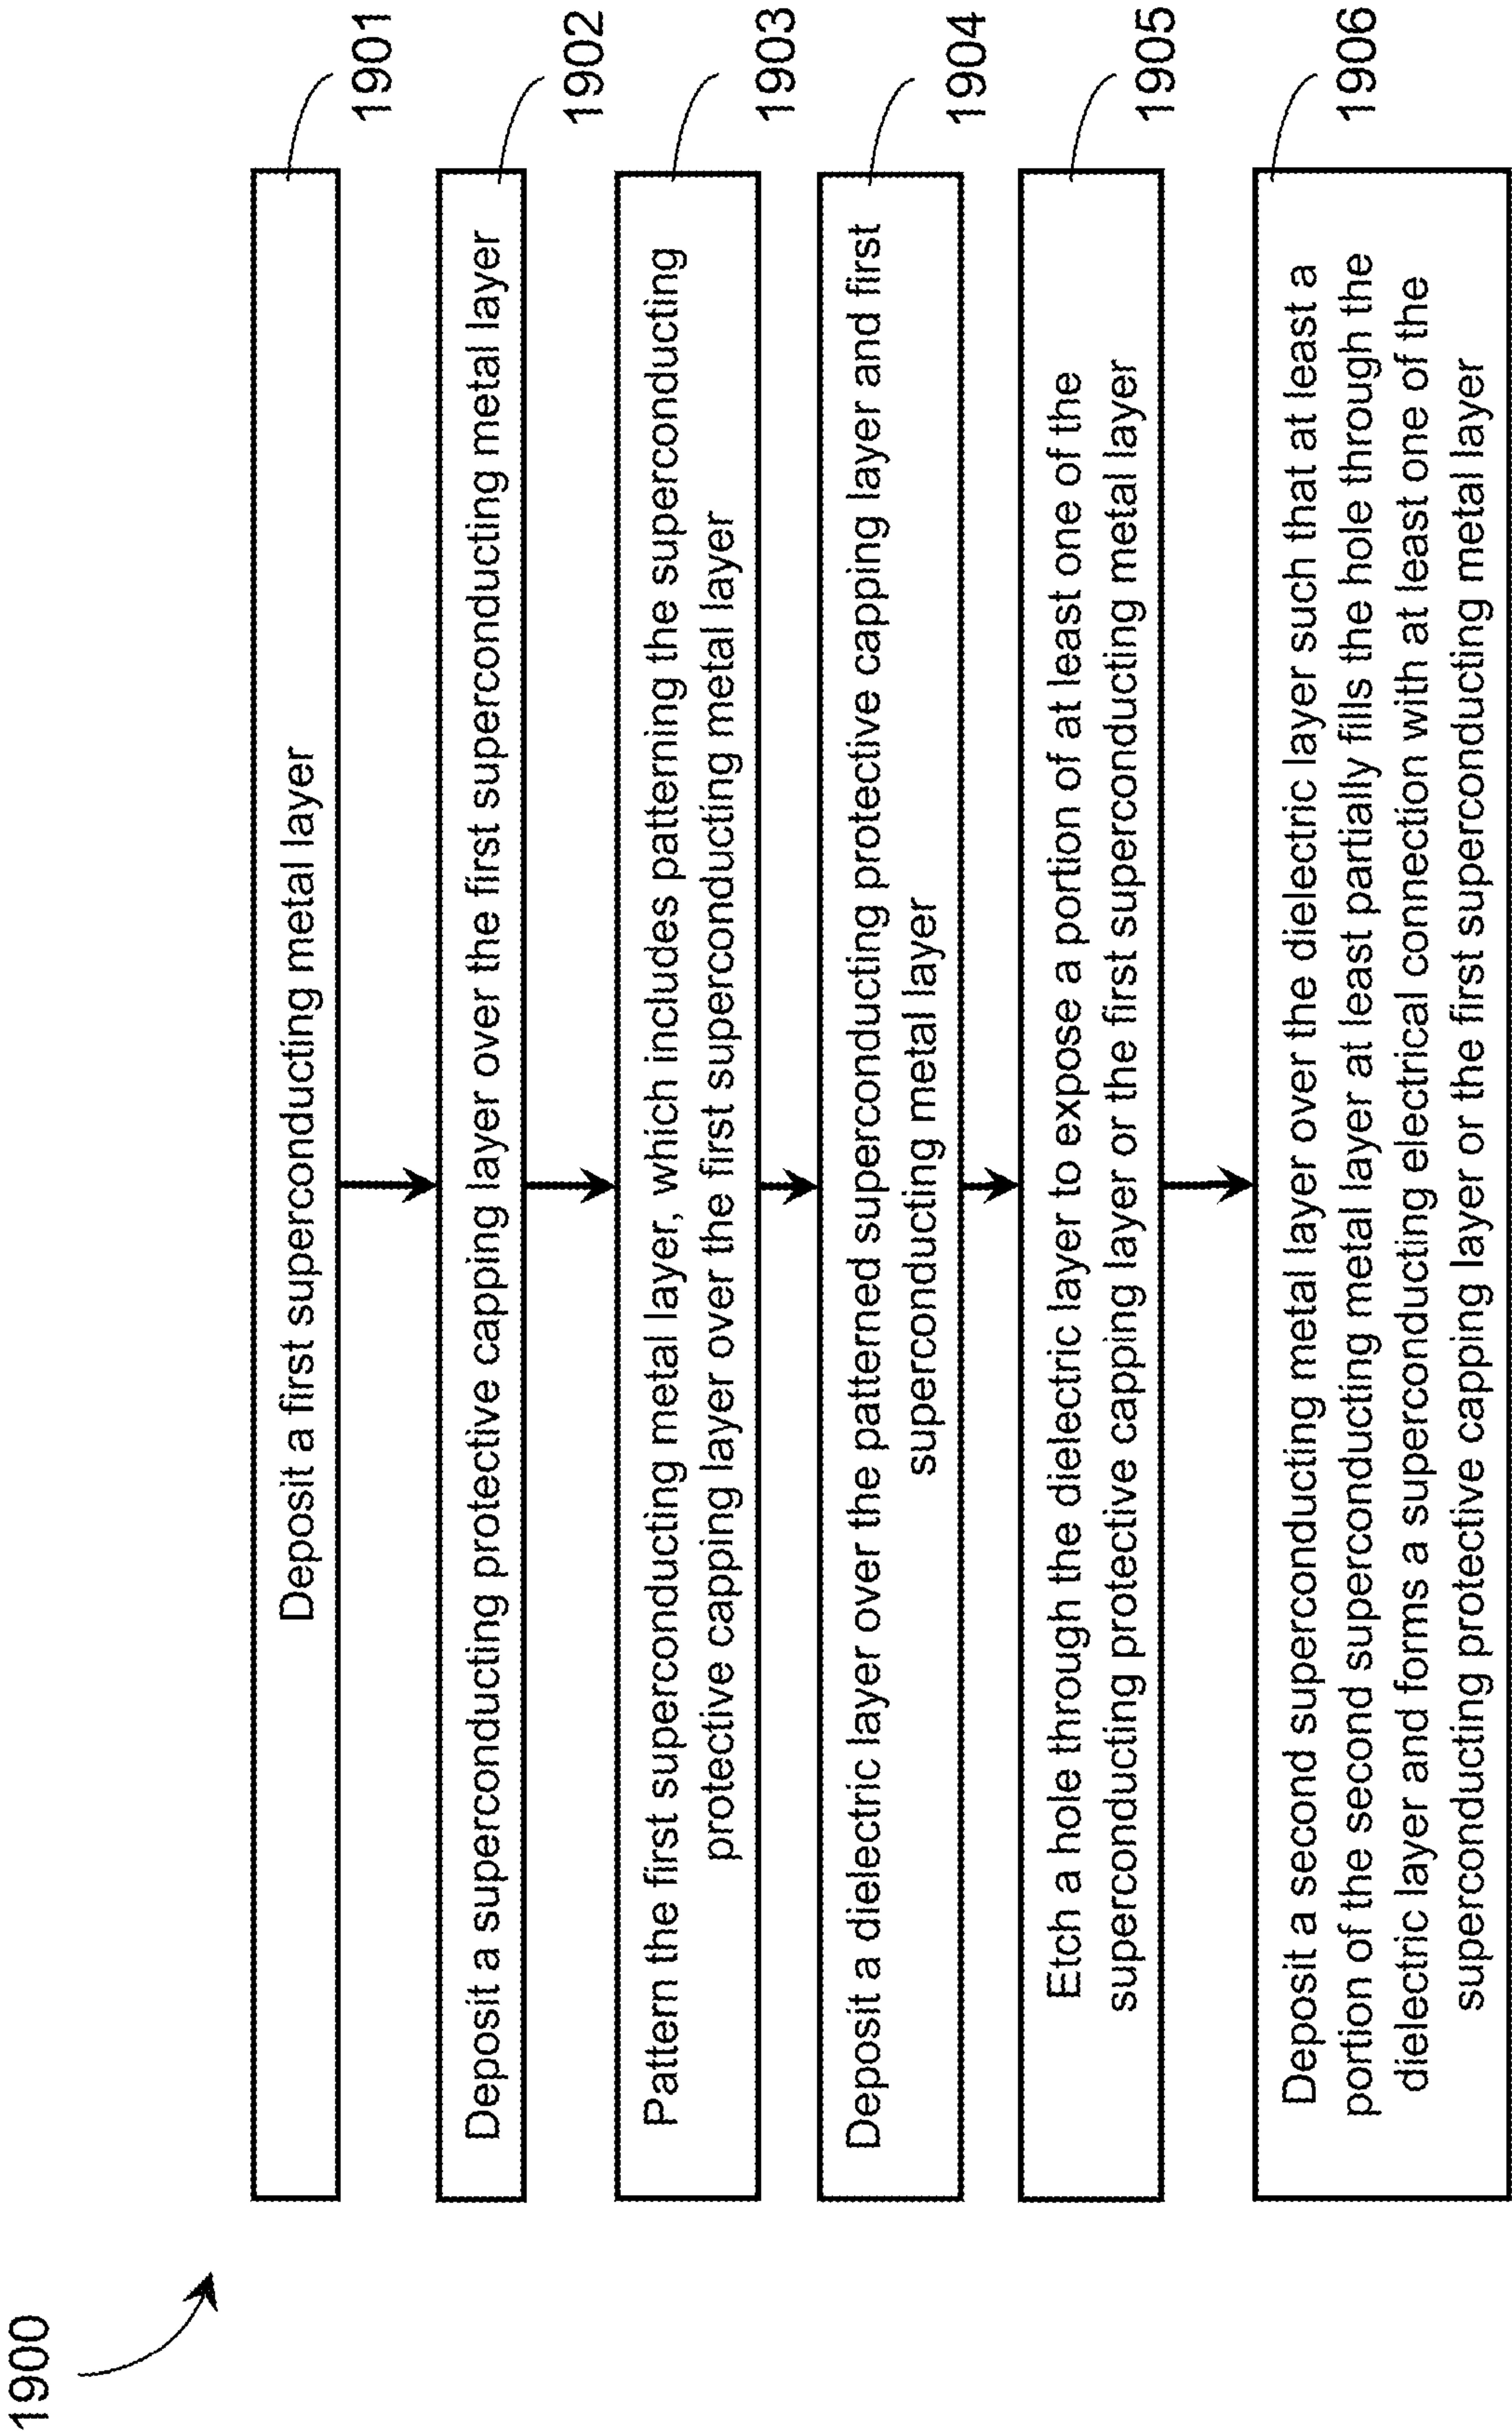 1900
Deposit a first superconducting metal layer
1901
Deposit a superconducting protective capping layer over the first superconducting metal layer
1902
Pattern the first superconducting metal layer, which includes patterning the superconducting
protective capping layer over the first superconducting metal layer
1903
Deposit a dielectric layer over the patterned superconducting protective capping layer and first
superconducting metal layer
1904
Etch a hole through the dielectric layer to expose a portion of at least one of the
superconducting protective capping layer or the first superconducting metal layer
1905
Deposit a second superconducting metal layer over the dielectric layer such that at least a
portion of the second superconducting metal layer at least partially fills the hole through the
dielectric layer and forms a superconducting electrical connection with at least one of the
superconducting protective capping layer or the first superconducting metal layer
1906